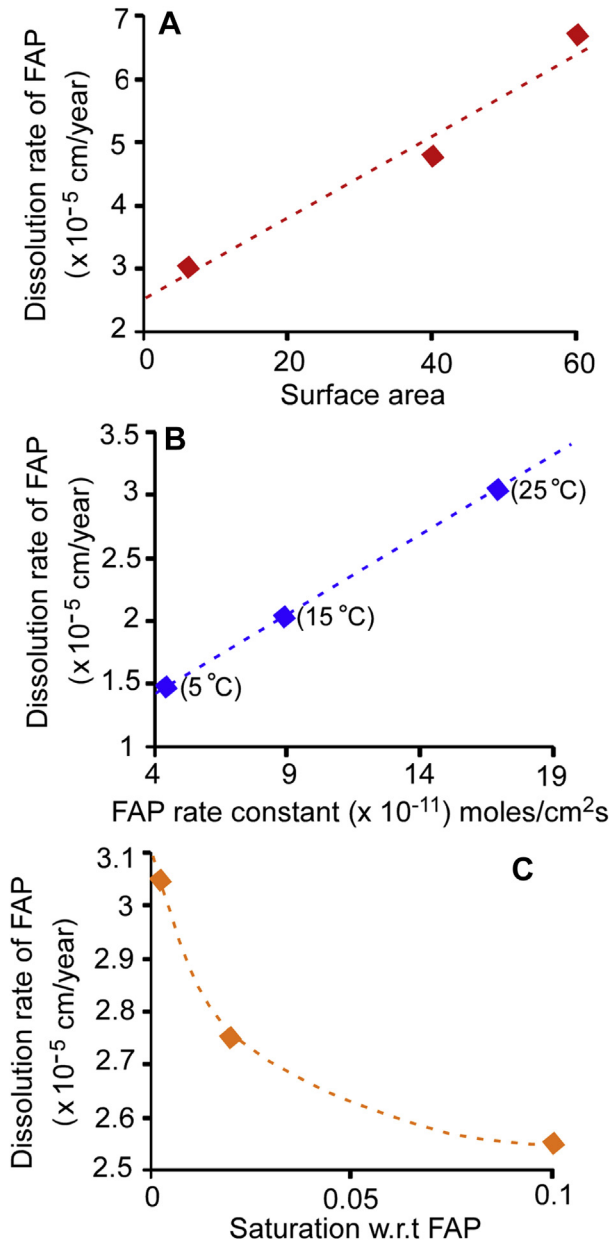 A
Dissolution rate of FAP
(x10⁻⁵ cm/year)
7
6
5
4
3
2
0
20
40
60
Surface area
B
Dissolution rate of FAP
(x10⁻⁵ cm/year)
3.5
3
2.5
2
1.5
1
(25 °C)
(15 °C)
(5 °C)
4
9
14
19
FAP rate constant (x 10⁻¹¹) moles/cm²s
C
Dissolution rate of FAP
(x10⁻⁵ cm/year)
3.1
3
2.9
2.8
2.7
2.6
2.5
0
0.05
0.1
Saturation w.r.t FAP